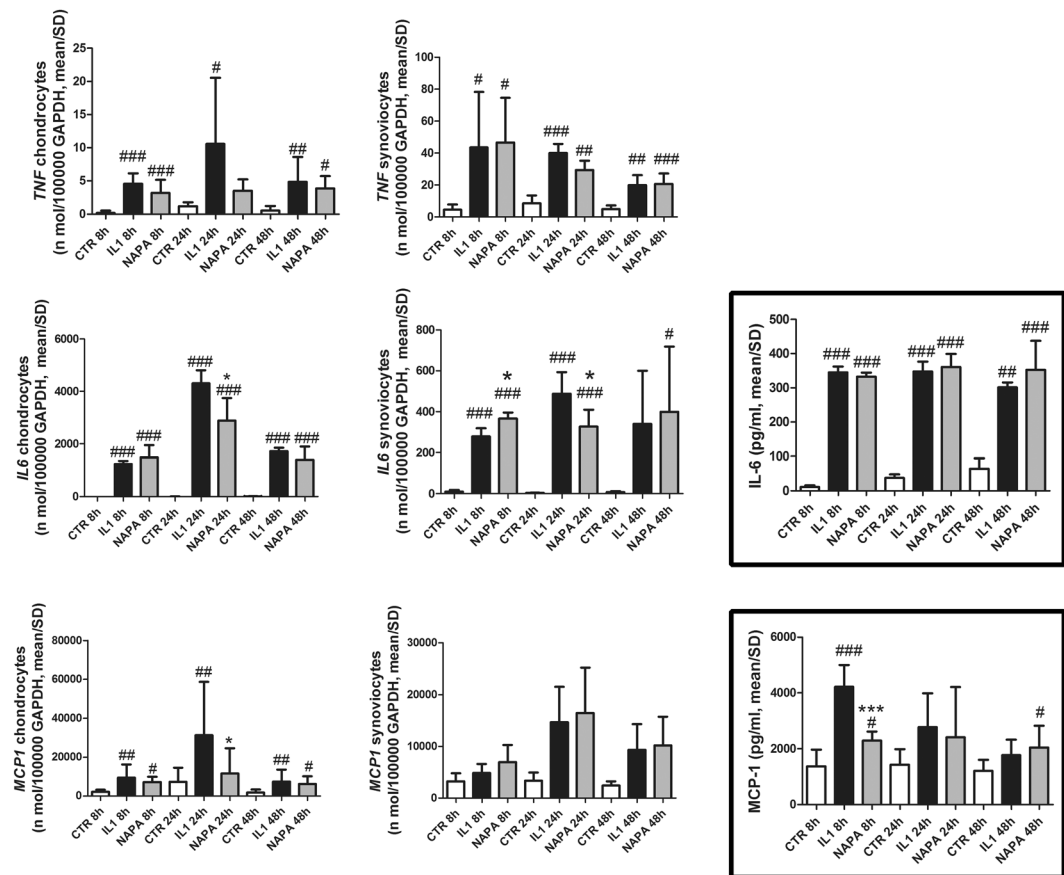 TNF chondrocytes
(n mol/100000 GAPDH, mean/SD)
25
20
15
10
5
0
###
###
#
##
#
CTR 8h
IL1 8h
NAPA 8h
CTR 24h
IL1 24h
NAPA 24h
CTR 48h
IL1 48h
NAPA 48h
TNF synoviocytes
(n mol/100000 GAPDH, mean/SD)
100
80
60
40
20
0
#
#
###
##
##
###
CTR 8h
IL1 8h
NAPA 8h
CTR 24h
IL1 24h
NAPA 24h
CTR 48h
IL1 48h
NAPA 48h
IL6 chondrocytes
(n mol/100000 GAPDH, mean/SD)
6000
4000
2000
0
###
###
###
*
###
###
###
CTR 8h
IL1 8h
NAPA 8h
CTR 24h
IL1 24h
NAPA 24h
CTR 48h
IL1 48h
NAPA 48h
IL6 synoviocytes
(n mol/100000 GAPDH, mean/SD)
800
600
400
200
0
###
*
###
###
*
###
#
CTR 8h
IL1 8h
NAPA 8h
CTR 24h
IL1 24h
NAPA 24h
CTR 48h
IL1 48h
NAPA 48h
IL-6 (pg/ml, mean/SD)
500
400
300
200
100
0
###
###
###
###
##
###
CTR 8h
IL1 8h
NAPA 8h
CTR 24h
IL1 24h
NAPA 24h
CTR 48h
IL1 48h
NAPA 48h
MCP1 chondrocytes
(n mol/100000 GAPDH, mean/SD)
80000
60000
40000
20000
0
##
#
##
*
##
#
CTR 8h
IL1 8h
NAPA 8h
CTR 24h
IL1 24h
NAPA 24h
CTR 48h
IL1 48h
NAPA 48h
MCP1 synoviocytes
(n mol/100000 GAPDH, mean/SD)
30000
20000
10000
0
CTR 8h
IL1 8h
NAPA 8h
CTR 24h
IL1 24h
NAPA 24h
CTR 48h
IL1 48h
NAPA 48h
MCP-1 (pg/ml, mean/SD)
6000
4000
2000
0
###
***
#
#
CTR 8h
IL1 8h
NAPA 8h
CTR 24h
IL1 24h
NAPA 24h
CTR 48h
IL1 48h
NAPA 48h